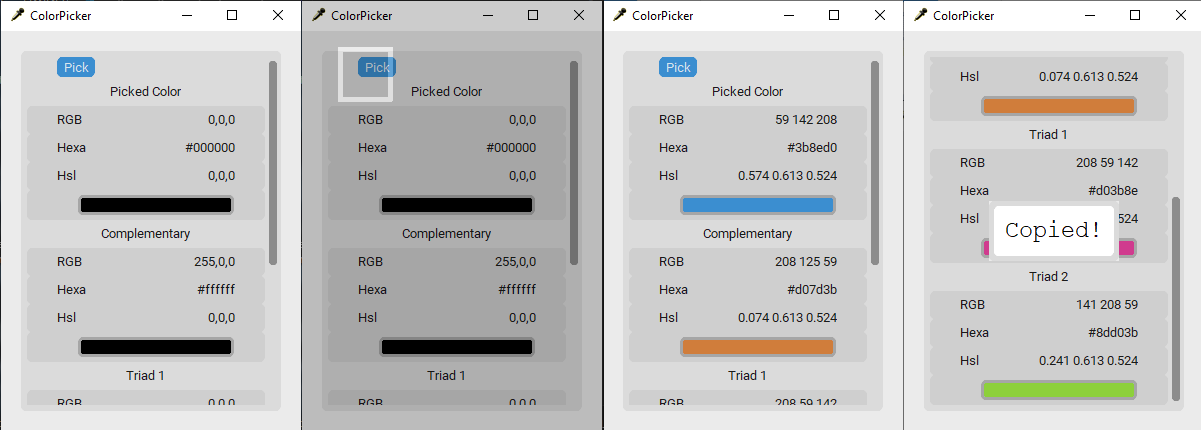 ColorPicker
Pick
Picked Color
RGB 0,0,0
Hexa #000000
Hsl 0,0,0
Complementary
RGB 255,0,0
Hexa #ffffff
Hsl 0,0,0
Triad 1
RGB 0,0,0
ColorPicker
Pick
Picked Color
RGB 0,0,0
Hexa #000000
Hsl 0,0,0
Complementary
RGB 255,0,0
Hexa #ffffff
Hsl 0,0,0
Triad 1
RGB 0,0,0
ColorPicker
Pick
Picked Color
RGB 59 142 208
Hexa #3b8ed0
Hsl 0.574 0.613 0.524
Complementary
RGB 208 125 59
Hexa #d07d3b
Hsl 0.074 0.613 0.524
Triad 1
RGB 208 59 142
ColorPicker
Hsl 0.074 0.613 0.524
Triad 1
RGB 208 59 142
Hexa #d03b8e
Hsl 524
Copied!
Triad 2
RGB 141 208 59
Hexa #8dd03b
Hsl 0.241 0.613 0.524